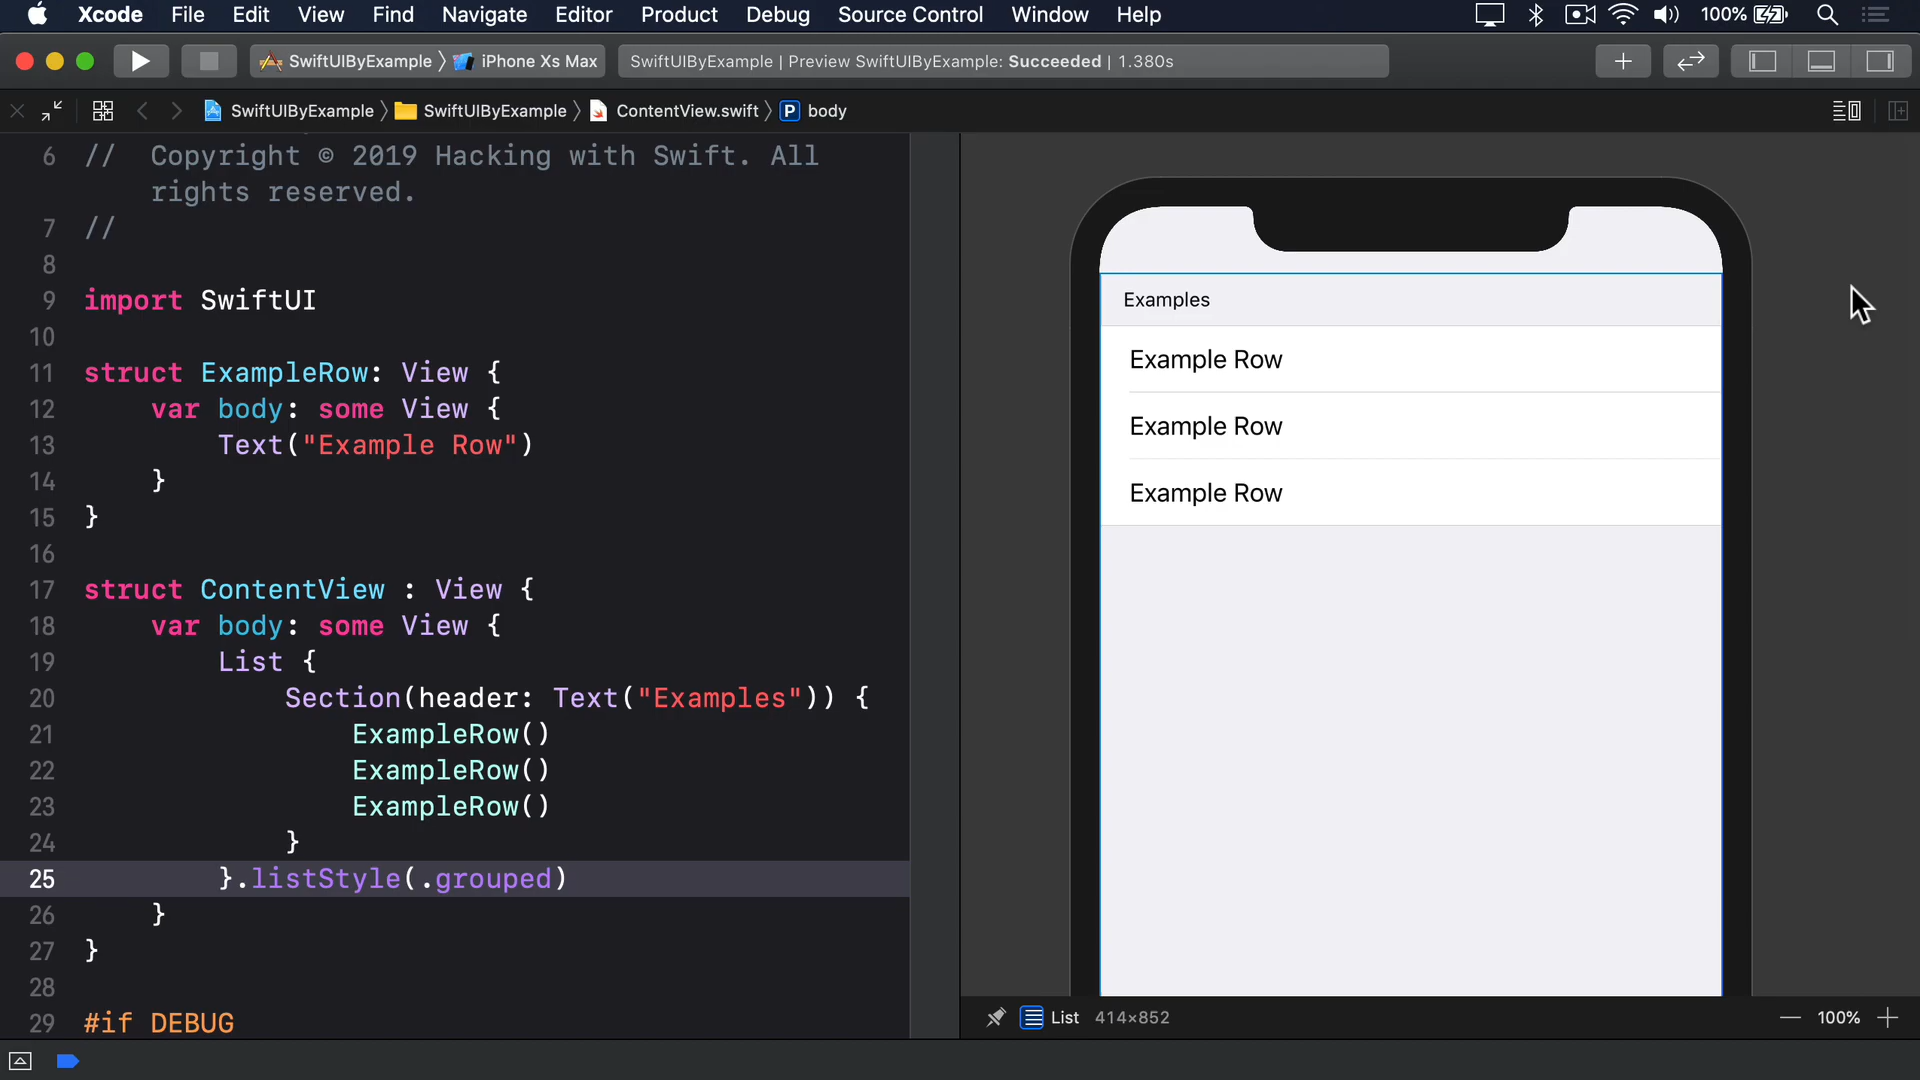 Xcode File Edit View Find Navigate Editor Product Debug Source Control Window Help 100%
SwiftUIByExample iPhone Xs Max SwiftUIByExample | Preview SwiftUIByExample: Succeeded | 1.380s
SwiftUIByExample SwiftUIByExample ContentView.swift P body
6 // Copyright © 2019 Hacking with Swift. All
rights reserved.
7 //
8
9 import SwiftUI
10
11 struct ExampleRow: View {
12 var body: some View {
13 Text("Example Row")
14 }
15 }
16
17 struct ContentView : View {
18 var body: some View {
19 List {
20 Section(header: Text("Examples")) {
21 ExampleRow()
22 ExampleRow()
23 ExampleRow()
24 }
25 }.listStyle(.grouped)
26 }
27 }
28
29 #if DEBUG
Examples
Example Row
Example Row
Example Row
List 414×852
100%